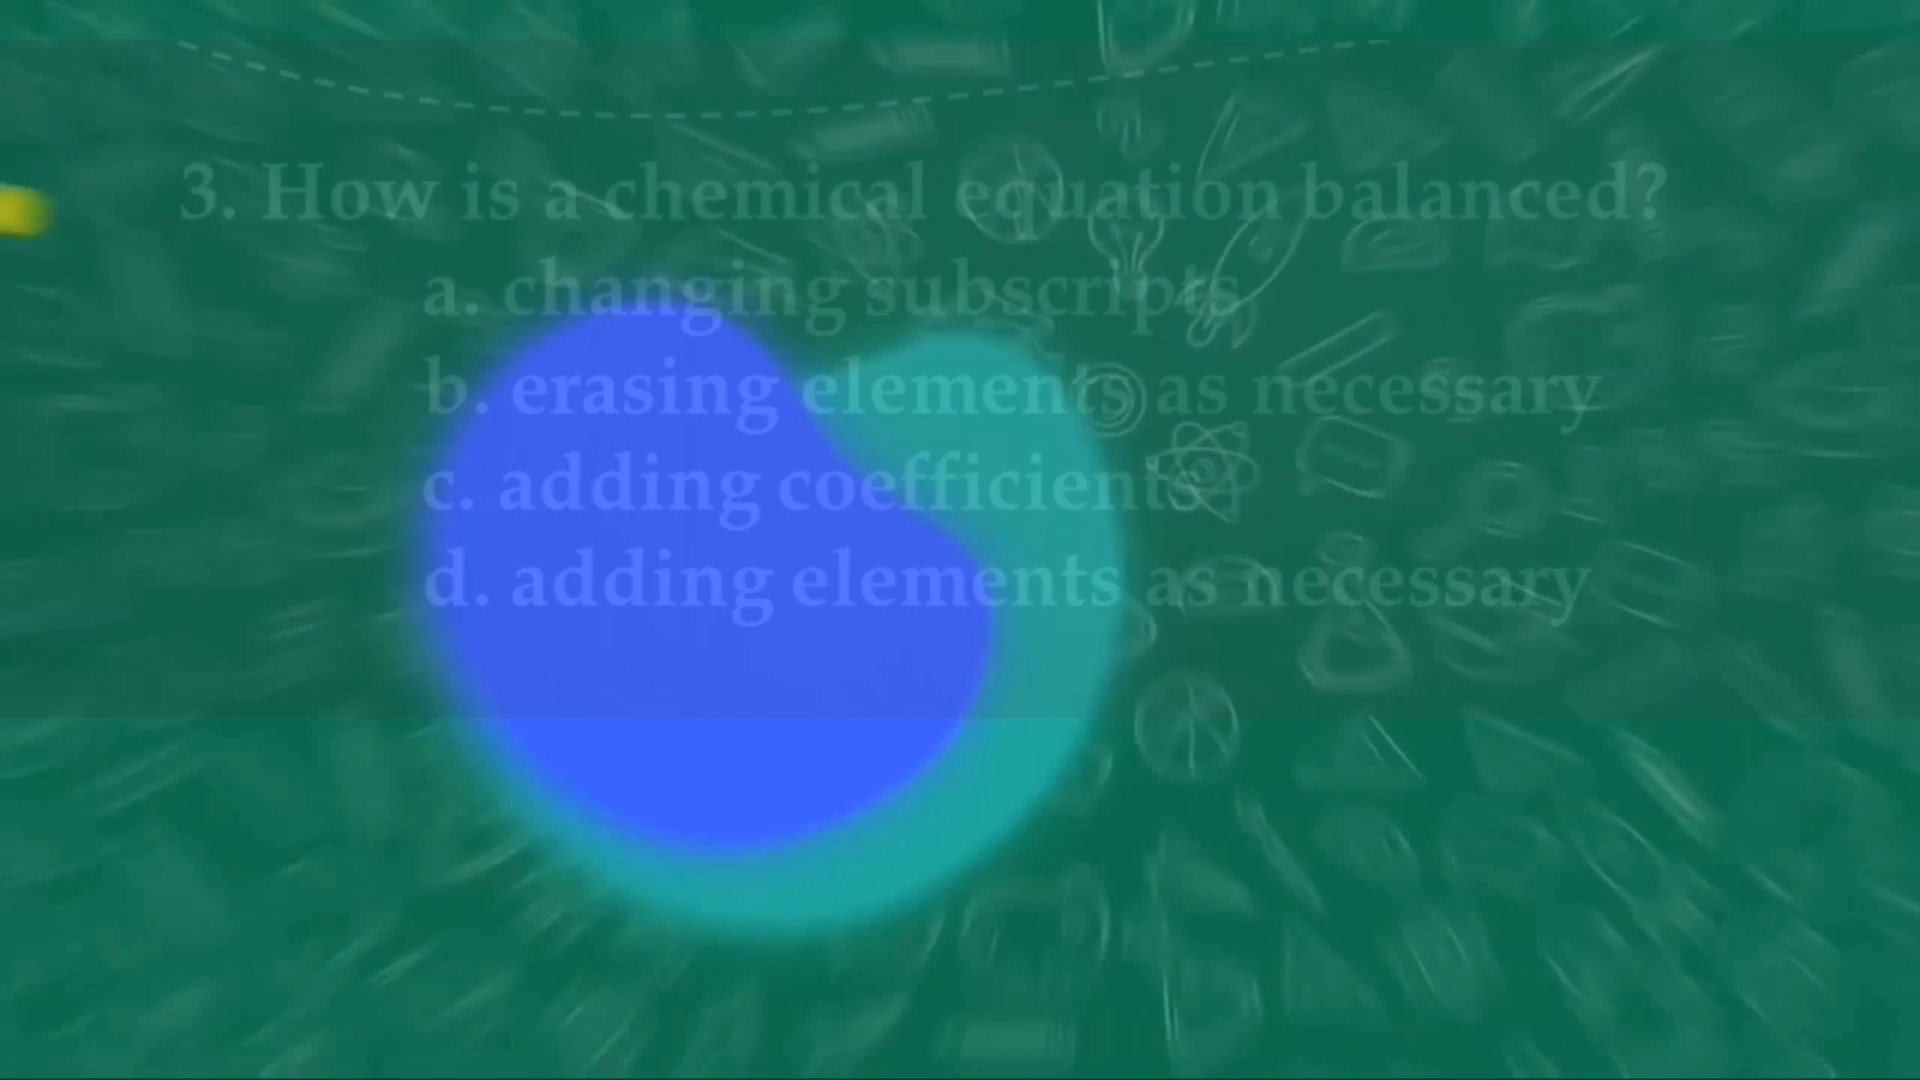 3. How is a chemical equation balanced?
a. changing subscripts
b. erasing elements as necessary
c. adding coefficients
d. adding elements as necessary